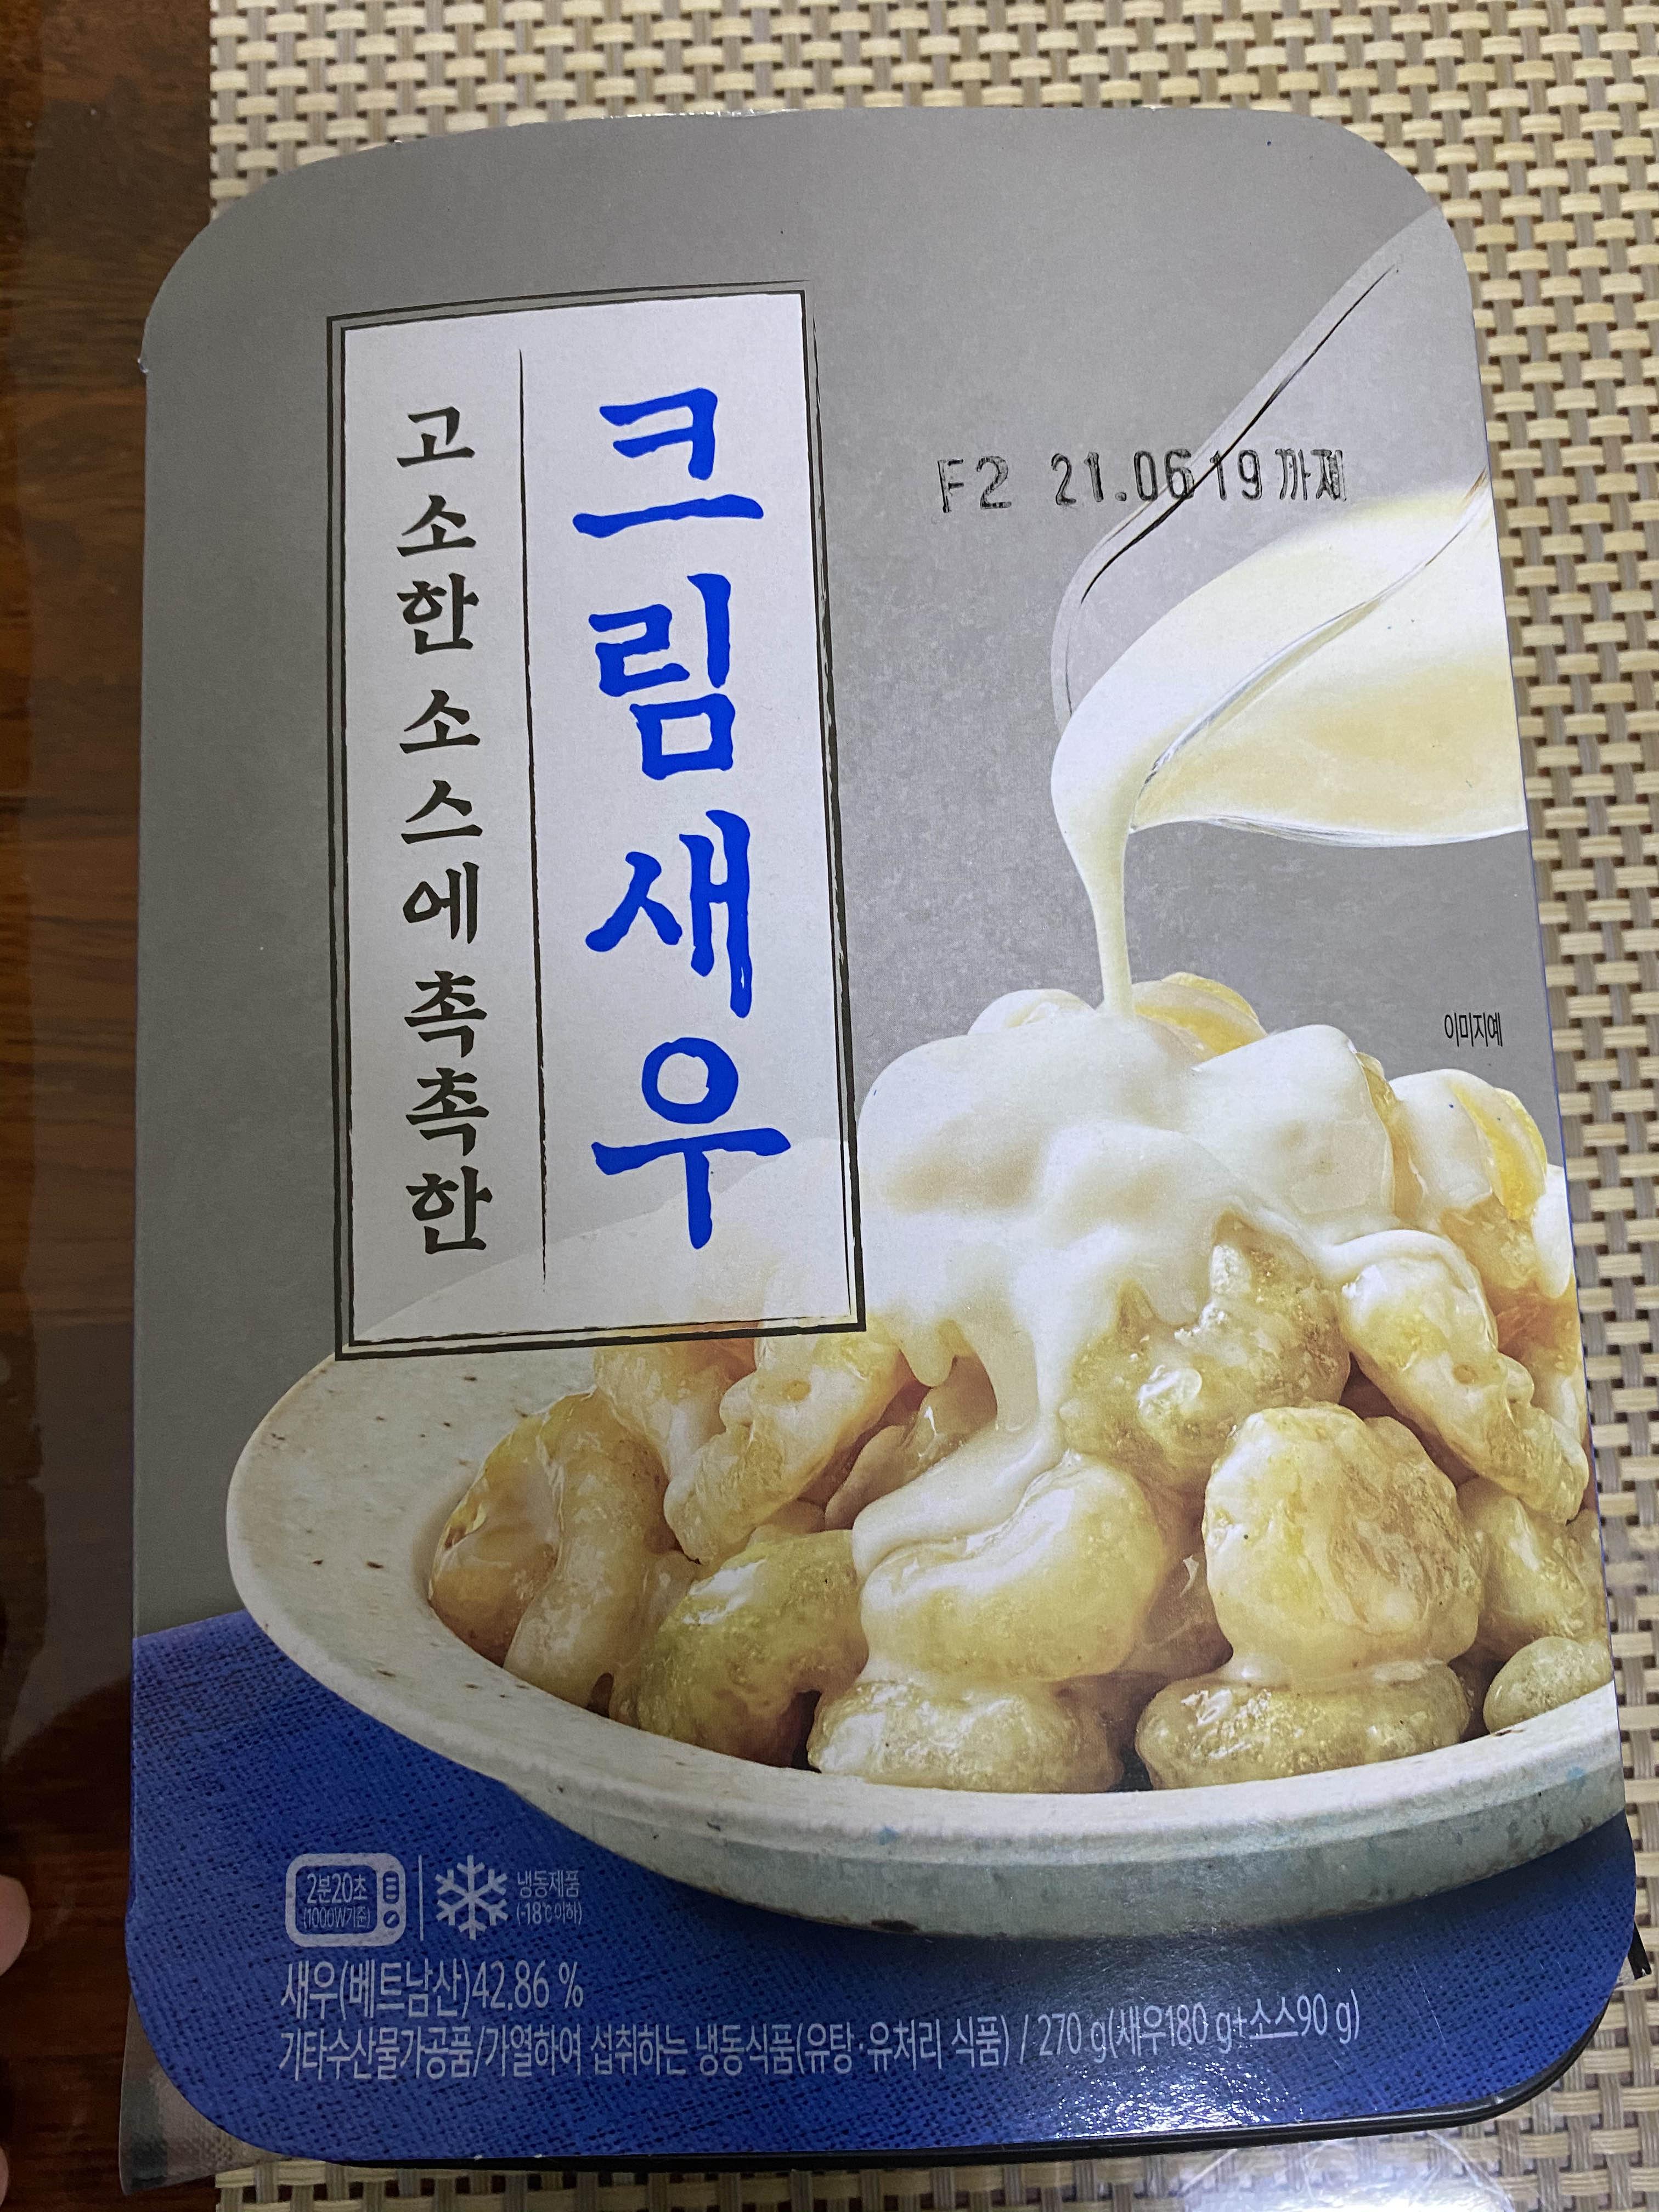 크림새우
고소한 소스에 촉촉한
F2 21.06.19 까지
이미지예
2분20초
(1000W기준)
냉동제품
(-18℃이하)
새우(베트남산)42.86 %
기타수산물가공품/가열하여 섭취하는 냉동식품(유탕·유처리 식품) / 270 g(새우180 g+소스90 g)